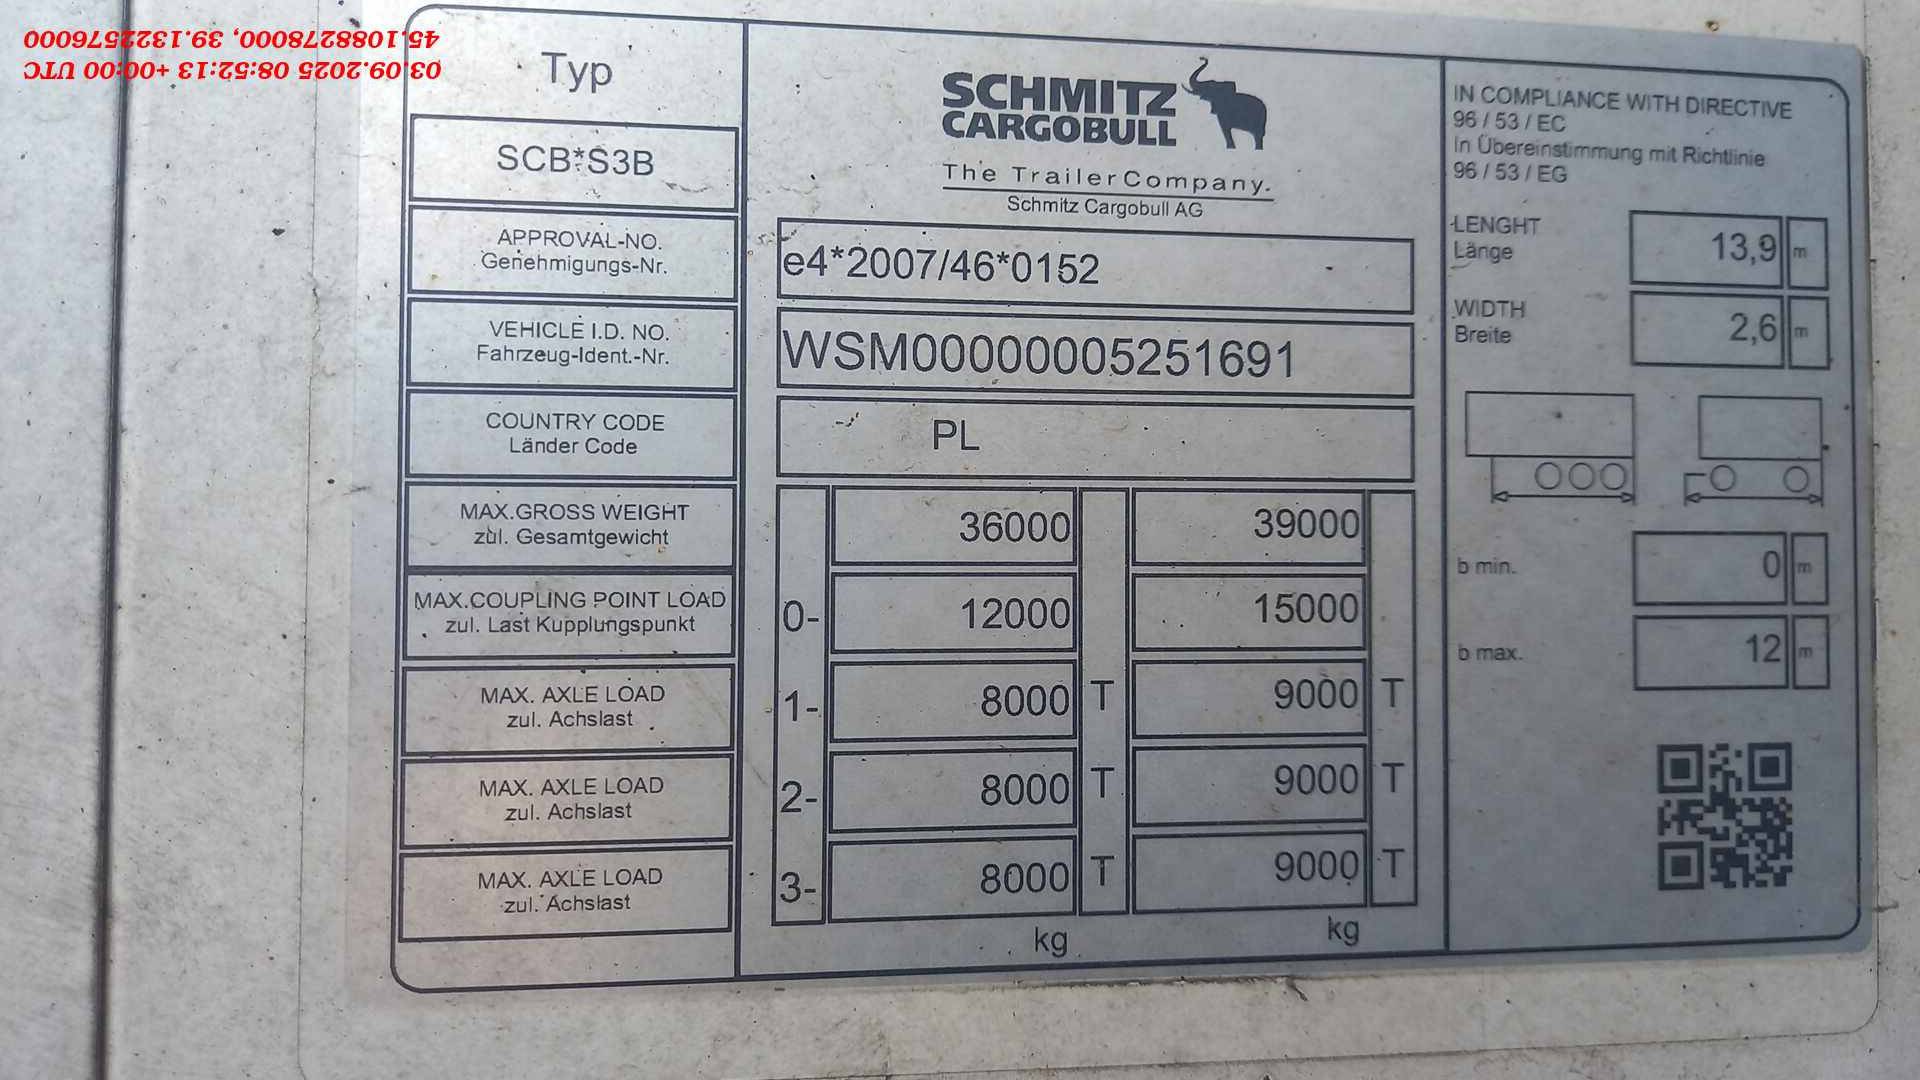 45.1088278000, 39.1322576000
03.09.2025 08:52:13 +00:00 UTC
Typ
SCB*S3B
APPROVAL-NO.
Genehmigungs-Nr.
VEHICLE I.D. NO.
Fahrzeug-Ident.-Nr.
COUNTRY CODE
Länder Code
MAX.GROSS WEIGHT
zul. Gesamtgewicht
MAX.COUPLING POINT LOAD
zul. Last Kupplungspunkt
MAX. AXLE LOAD
zul. Achslast
MAX. AXLE LOAD
zul. Achslast
MAX. AXLE LOAD
zul. Achslast
SCHMITZ
CARGOBULL
The Trailer Company.
Schmitz Cargobull AG
e4*2007/46*0152
WSM00000005251691
PL
36000 39000
0- 12000 15000
1- 8000 T 9000 T
2- 8000 T 9000 T
3- 8000 T 9000 T
kg kg
IN COMPLIANCE WITH DIRECTIVE
96 / 53 / EC
In Übereinstimmung mit Richtlinie
96 / 53 / EG
LENGHT
Länge
13,9 m
WIDTH
Breite
2,6 m
b min. 0 m
b max. 12 m